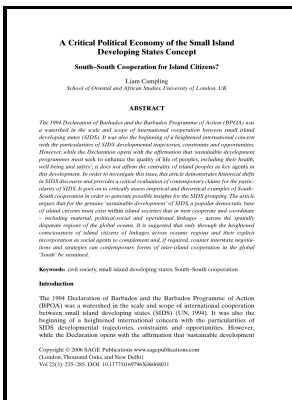 A Critical Political Economy of the Small Island
Developing States Concept
South–South Cooperation for Island Citizens?
Liam Campling
School of Oriental and African Studies, University of London, UK
ABSTRACT
The 1994 Declaration of Barbados and the Barbados Programme of Action (BPOA) was
a watershed in the scale and scope of international cooperation between small island
developing states (SIDS). It was also the beginning of a heightened international concern
with the particularities of SIDS developmental trajectories, constraints and opportunities.
However, while the Declaration opens with the affirmation that 'sustainable development
programmes must seek to enhance the quality of life of peoples, including their health,
well-being and safety', it does not affirm the centrality of island peoples as key agents in
this development. In order to investigate this issue, this article demonstrates historical shifts
in SIDS discourse and provides a critical evaluation of contemporary claims for the partic-
ularity of SIDS. It goes on to critically assess empirical and theoretical examples of South–
South cooperation in order to generate possible insights for the SIDS grouping. The article
argues that for the genuine 'sustainable development' of SIDS, a popular democratic base
of island citizens must exist within island societies that in turn cooperate and coordinate
– including material, political-social and operational linkages – across the spatially
disparate regions of the global ocean. It is suggested that only through the heightened
consciousness of island citizens of linkages across oceanic regions and their explicit
incorporation as social agents to complement and, if required, counter interstate negotia-
tions and strategies can contemporary forms of inter-island cooperation in the global
'South' be sustained.
Keywords: civil society, small island developing states, South–South cooperation
Introduction
The 1994 Declaration of Barbados and the Barbados Programme of Action
(BPOA) was a watershed in the scale and scope of international cooperation
between small island developing states (SIDS) (UN, 1994). It was also the
beginning of a heightened international concern with the particularities of
SIDS developmental trajectories, constraints and opportunities. However,
while the Declaration opens with the affirmation that 'sustainable development
Copyright © 2006 SAGE Publications www.sagepublications.com
(London, Thousand Oaks, and New Delhi)
Vol 22(3): 235–285. DOI: 10.1177/0169796X06068031